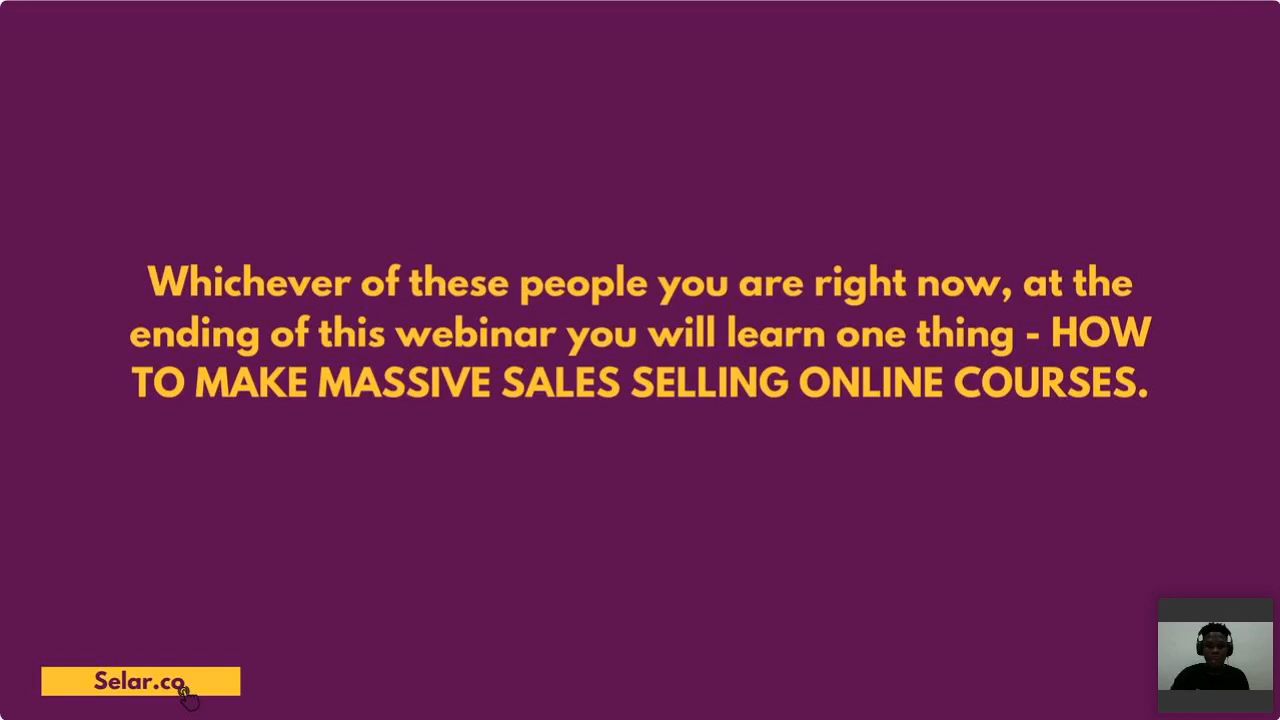 Whichever of these people you are right now, at the
ending of this webinar you will learn one thing - HOW
TO MAKE MASSIVE SALES SELLING ONLINE COURSES.
Selar.co